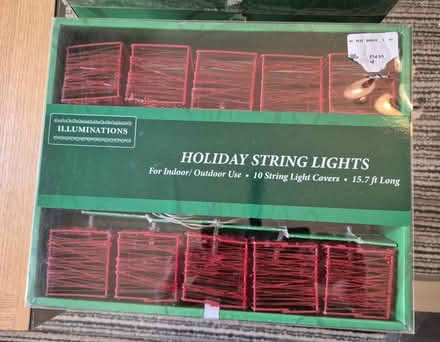 ILLUMINATIONS
HOLIDAY STRING LIGHTS
For Indoor/Outdoor Use • 10 String Light Covers • 15.7 ft Long